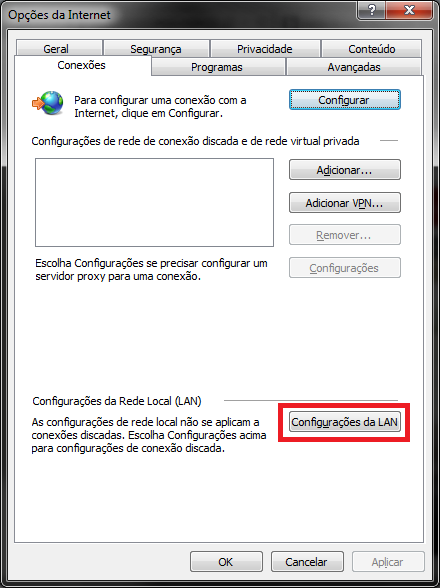 Opções da Internet
Geral
Segurança
Privacidade
Conteúdo
Conexões
Programas
Avançadas
Para configurar uma conexão com a
Internet, clique em Configurar.
Configurar
Configurações de rede de conexão discada e de rede virtual privada
Adicionar...
Adicionar VPN...
Remover...
Configurações
Escolha Configurações se precisar configurar um
servidor proxy para uma conexão.
Configurações da Rede Local (LAN)
As configurações de rede local não se aplicam a
conexões discadas. Escolha Configurações acima
para configurações de conexão discada.
Configurações da LAN
OK
Cancelar
Aplicar